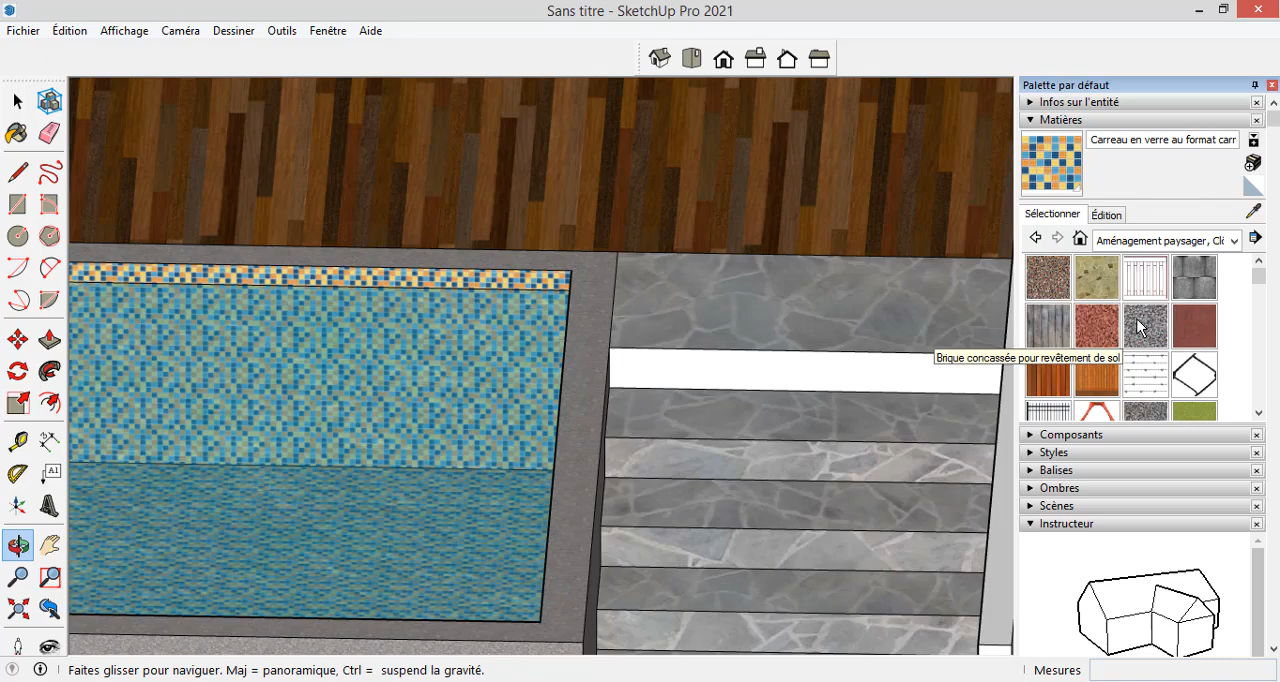 Sans titre - SketchUp Pro 2021
Fichier Édition Affichage Caméra Dessiner Outils Fenêtre Aide
Palette par défaut
Infos sur l'entité
Matières
Carreau en verre au format carr
Sélectionner Édition
Aménagement paysager, Clô
Brique concassée pour revêtement de sol
Composants
Styles
Balises
Ombres
Scènes
Instructeur
A1
Faites glisser pour naviguer. Maj = panoramique, Ctrl = suspend la gravité.
Mesures